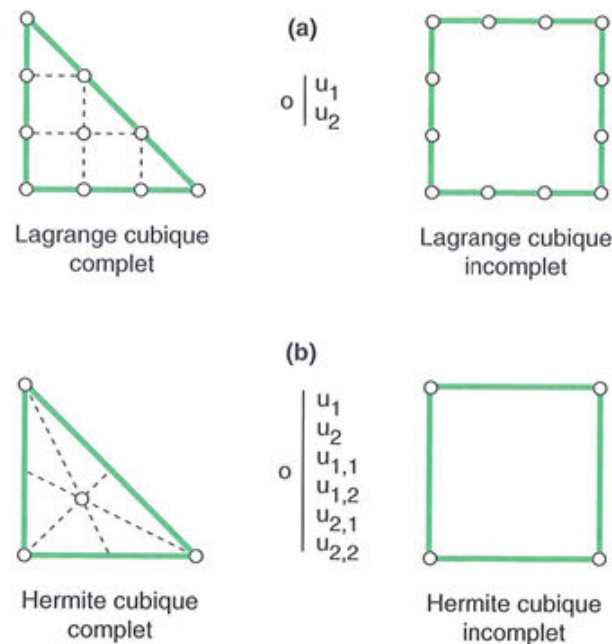 (a)
o | u1
u2
Lagrange cubique
complet
Lagrange cubique
incomplet
(b)
o | u1
u2
u1,1
u1,2
u2,1
u2,2
Hermite cubique
complet
Hermite cubique
incomplet